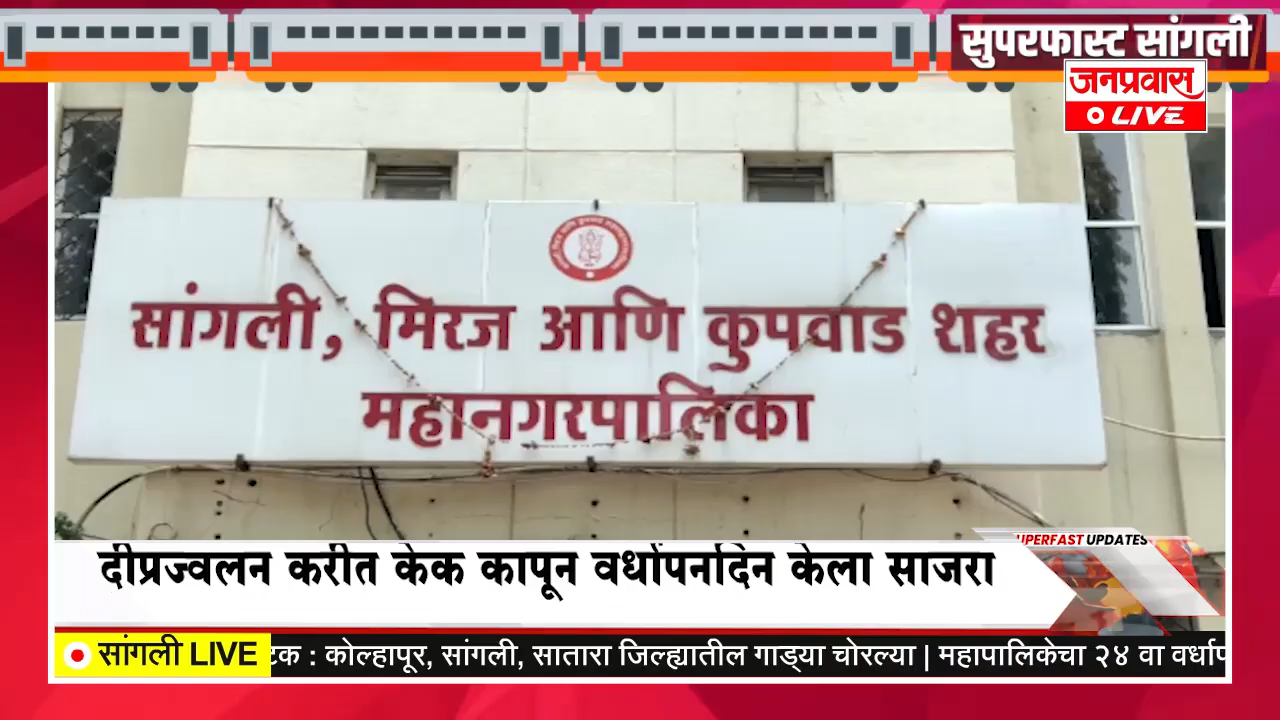 सुपरफास्ट सांगली
जनप्रवास
LIVE
सांगली, मिरज आणि कुपवाड शहर
महानगरपालिका
UPERFAST UPDATES
दीप्रज्वलन करीत केक कापून वर्धापनदिन केला साजरा
सांगली LIVE
टक : कोल्हापूर, सांगली, सातारा जिल्ह्यातील गाड्या चोरल्या | महापालिकेचा २४ वा वर्धाप